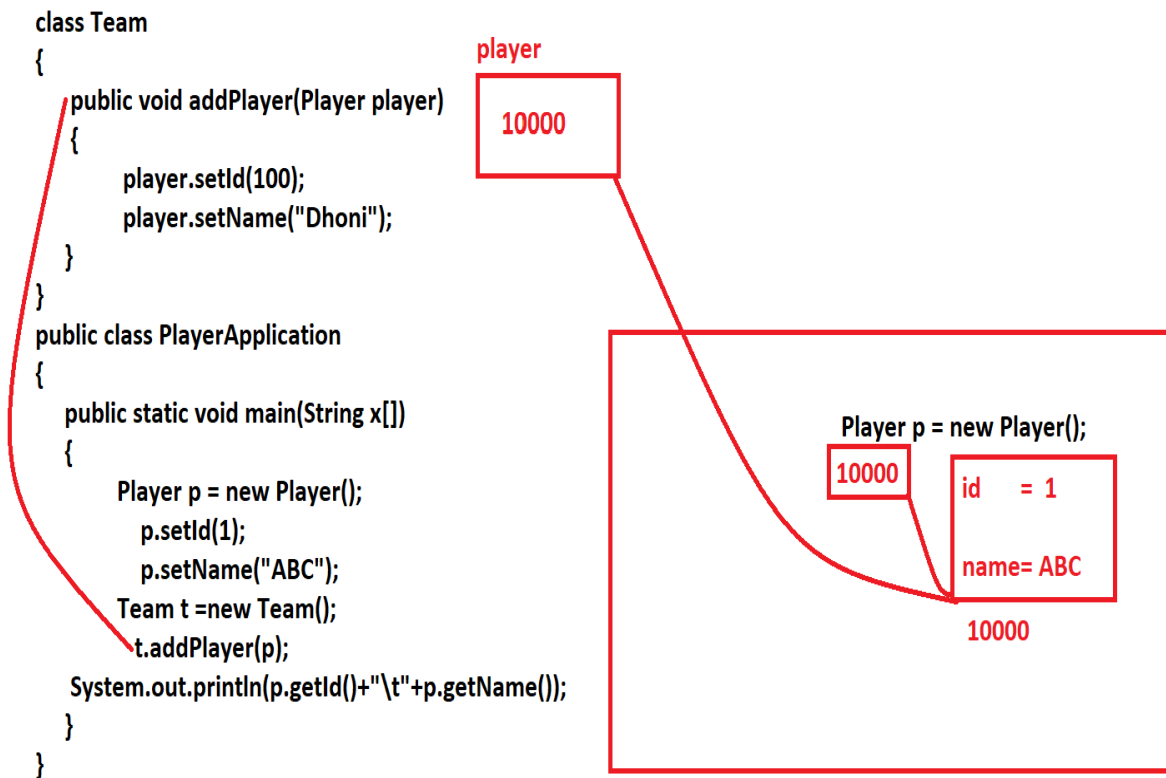 class Team
{
public void addPlayer(Player player)
{
player.setId(100);
player.setName("Dhoni");
}
}
public class PlayerApplication
{
public static void main(String x[])
{
Player p = new Player();
p.setId(1);
p.setName("ABC");
Team t =new Team();
t.addPlayer(p);
System.out.println(p.getId()+"\t"+p.getName());
}
}
player
10000
Player p = new Player();
10000
id = 1
name= ABC
10000